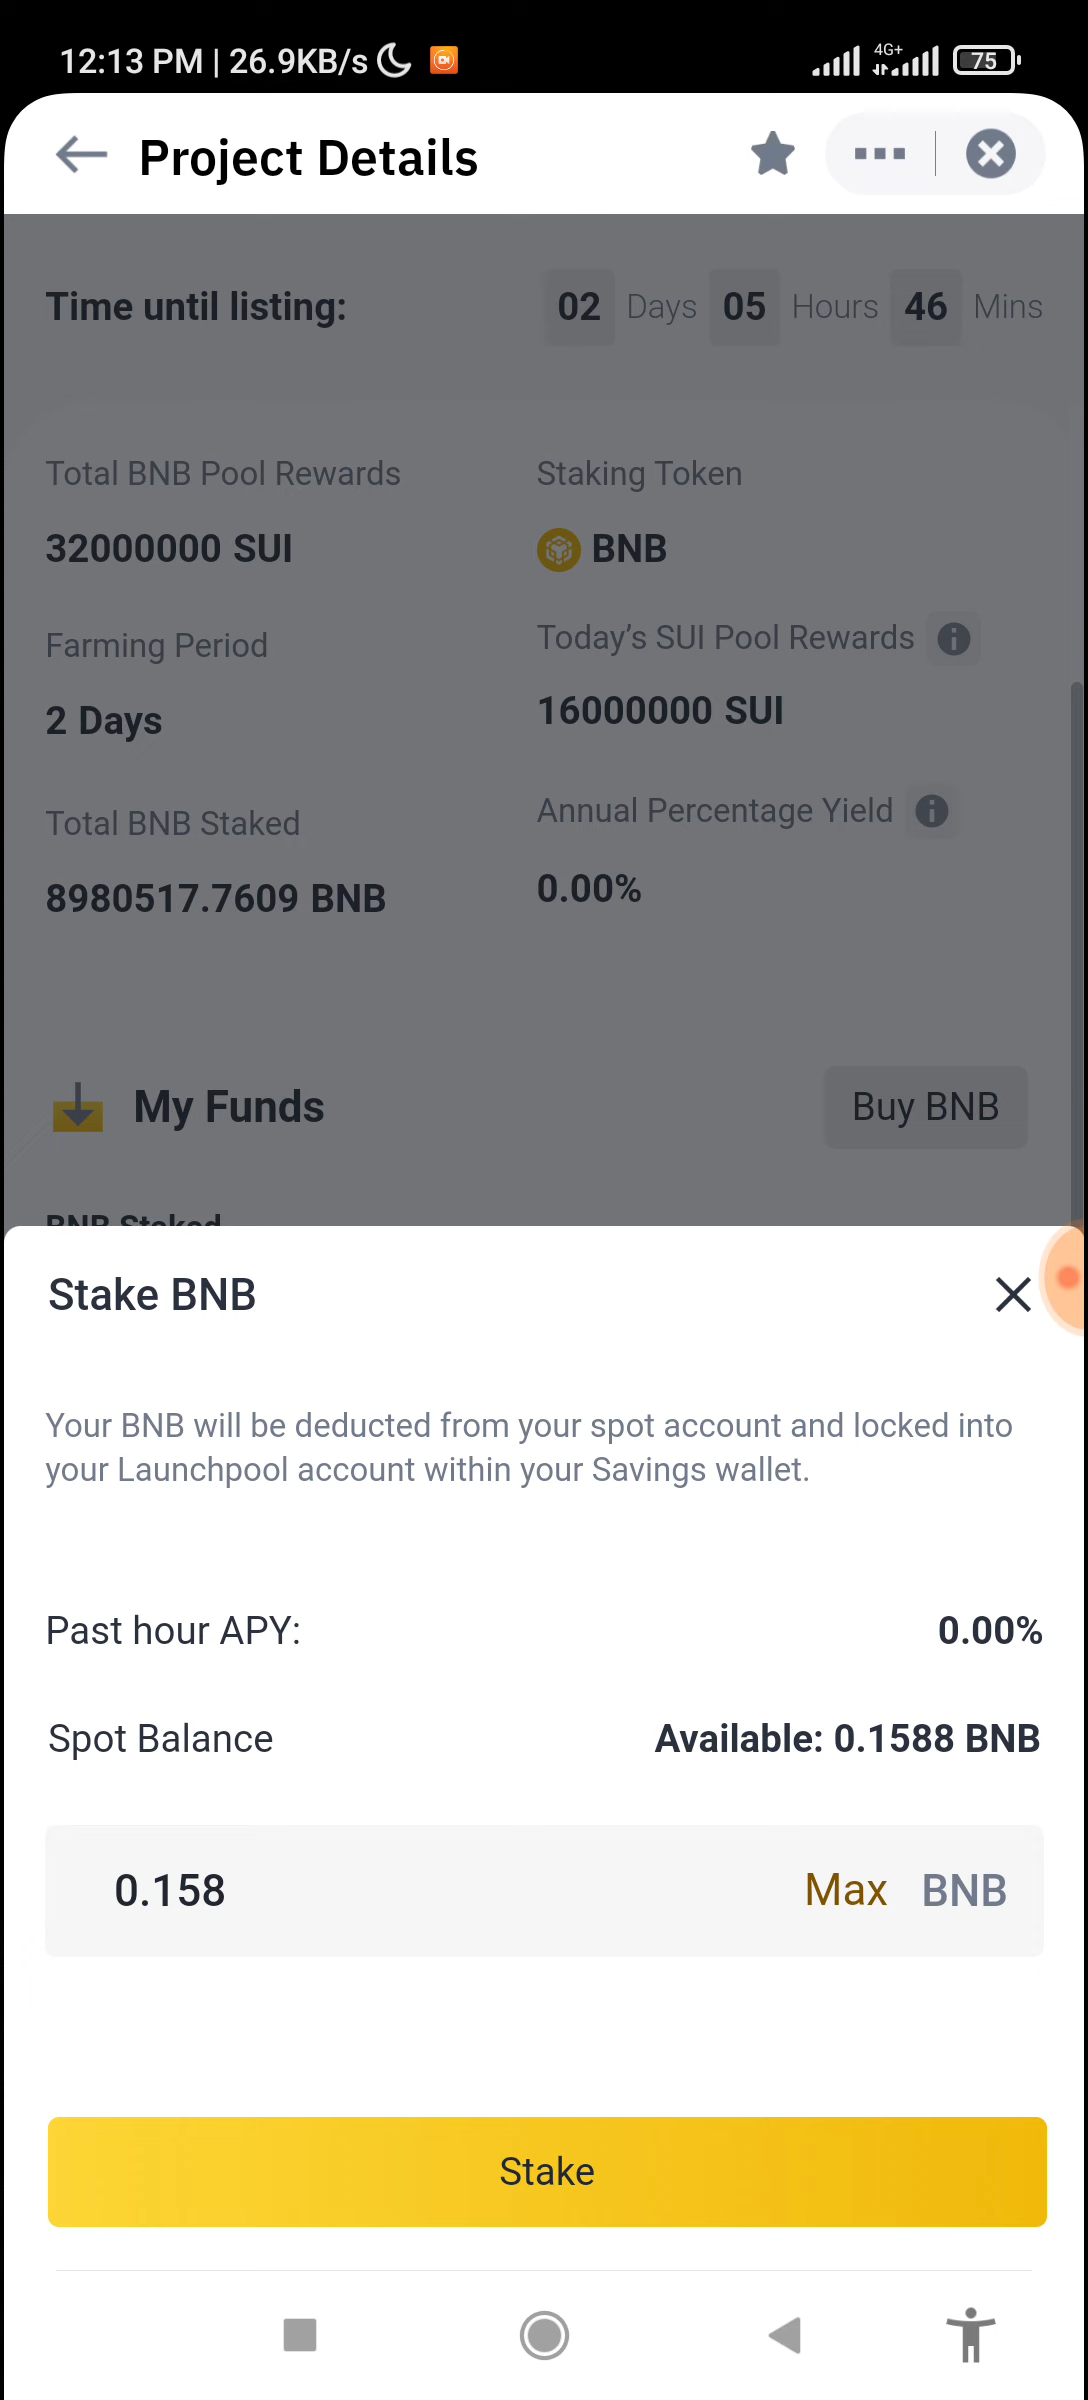 12:13 PM | 26.9KB/s 4G+ 75
Project Details
Time until listing: 02 Days 05 Hours 46 Mins
Total BNB Pool Rewards
32000000 SUI
Staking Token
BNB
Farming Period
2 Days
Today's SUI Pool Rewards
16000000 SUI
Total BNB Staked
8980517.7609 BNB
Annual Percentage Yield
0.00%
My Funds
Buy BNB
BNB Staked
Stake BNB
Your BNB will be deducted from your spot account and locked into
your Launchpool account within your Savings wallet.
Past hour APY: 0.00%
Spot Balance Available: 0.1588 BNB
0.158 Max BNB
Stake